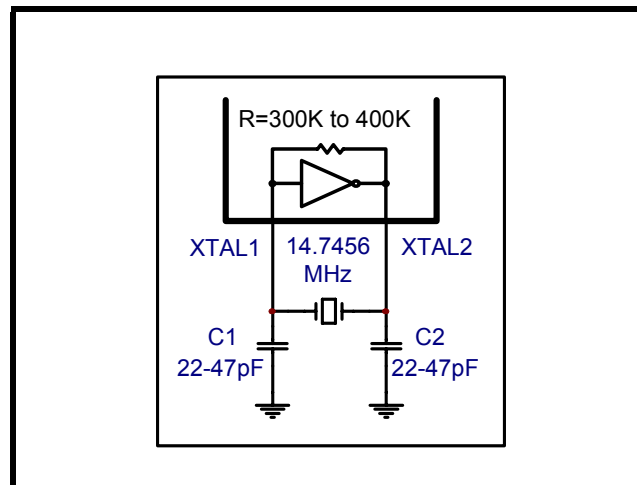 R=300K to 400K
XTAL1
14.7456
MHz
XTAL2
C1
22-47pF
C2
22-47pF